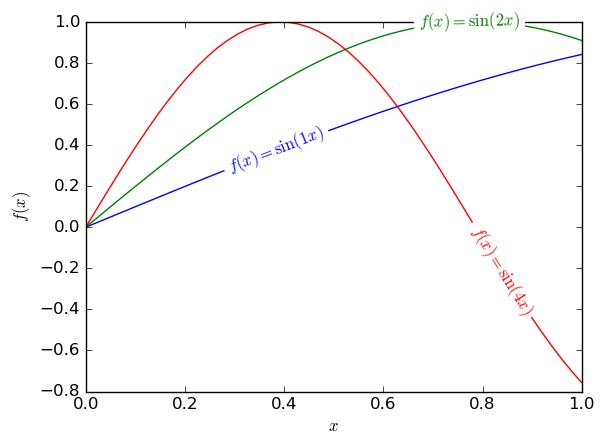 1.0
0.8
0.6
0.4
0.2
0.0
−0.2
−0.4
−0.6
−0.8
f(x)
f(x) = sin(2x)
f(x) = sin(1x)
f(x) = sin(4x)
0.0 0.2 0.4 0.6 0.8 1.0
x